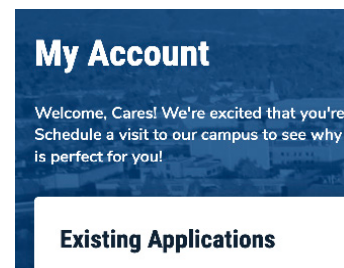 My Account
Welcome, Cares! We're excited that you're
Schedule a visit to our campus to see why
is perfect for you!
Existing Applications